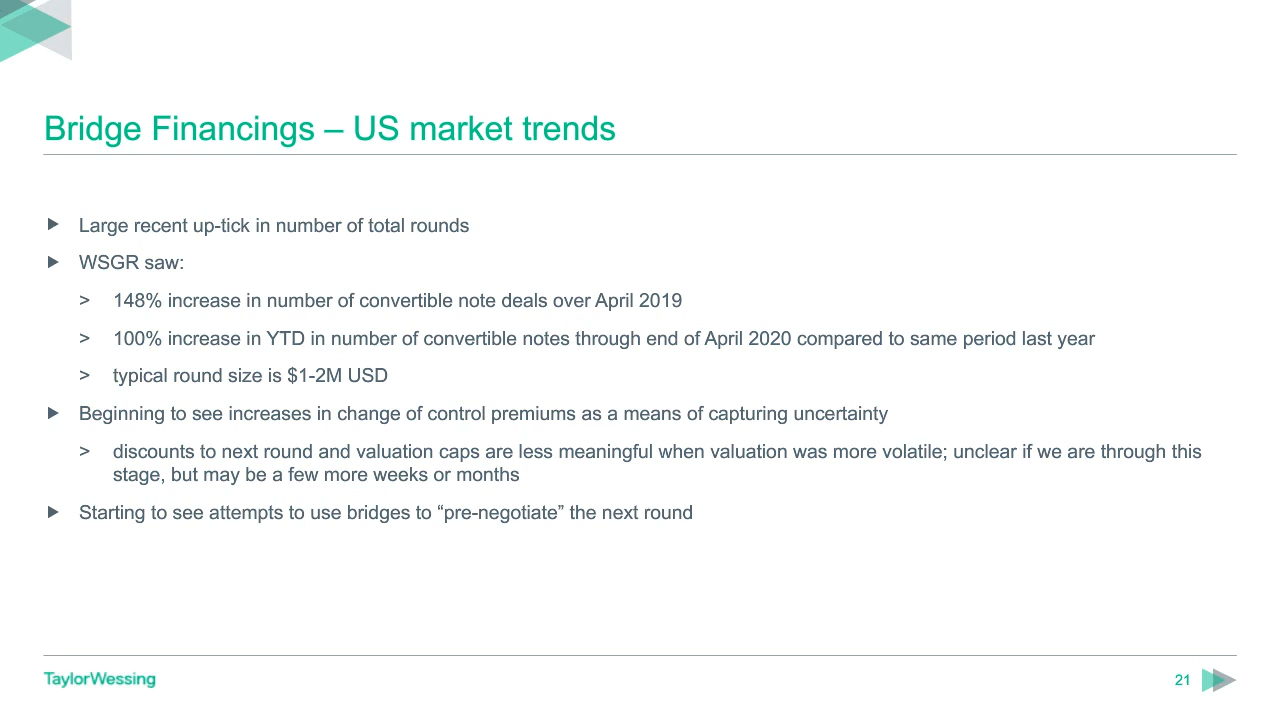 Bridge Financings – US market trends
Large recent up-tick in number of total rounds
WSGR saw:
> 148% increase in number of convertible note deals over April 2019
> 100% increase in YTD in number of convertible notes through end of April 2020 compared to same period last year
> typical round size is $1-2M USD
Beginning to see increases in change of control premiums as a means of capturing uncertainty
> discounts to next round and valuation caps are less meaningful when valuation was more volatile; unclear if we are through this
stage, but may be a few more weeks or months
Starting to see attempts to use bridges to “pre-negotiate” the next round
TaylorWessing
21